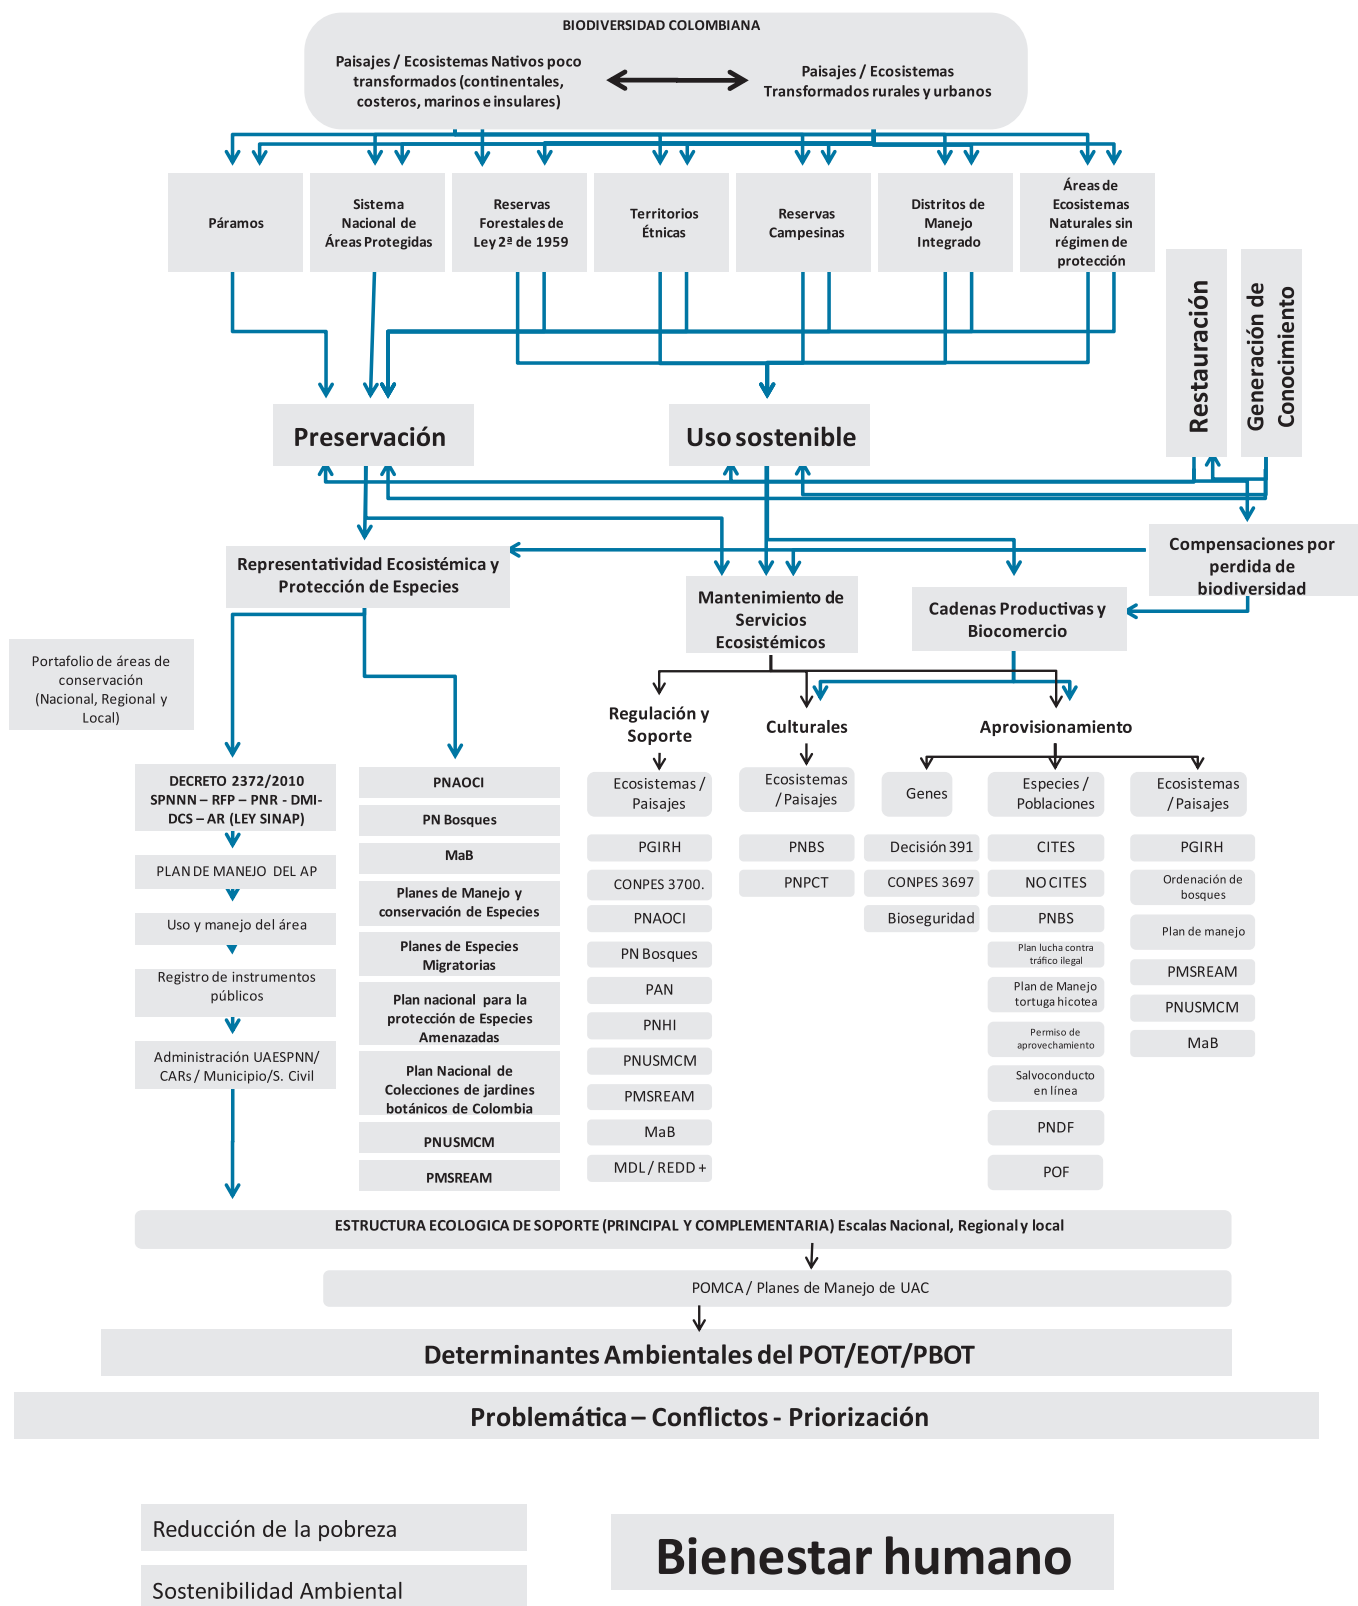 BIODIVERSIDAD COLOMBIANA
Paisajes / Ecosistemas Nativos poco
transformados (continentales,
costeros, marinos e insulares)
Paisajes / Ecosistemas
Transformados rurales y urbanos
Páramos
Sistema
Nacional de
Áreas Protegidas
Reservas
Forestales de
Ley 2ª de 1959
Territorios
Étnicas
Reservas
Campesinas
Distritos de
Manejo
Integrado
Áreas de
Ecosistemas
Naturales sin
régimen de
protección
Restauración
Generación de
Conocimiento
Preservación
Uso sostenible
Representatividad Ecosistémica y
Protección de Especies
Mantenimiento de
Servicios
Ecosistémicos
Cadenas Productivas y
Biocomercio
Compensaciones por
perdida de
biodiversidad
Portafolio de áreas de
conservación
(Nacional, Regional y
Local)
Regulación y
Soporte
Culturales
Aprovisionamiento
DECRETO 2372/2010
SPNNN – RFP – PNR - DMI-
DCS – AR (LEY SINAP)
PLAN DE MANEJO DEL AP
Uso y manejo del área
Registro de instrumentos
públicos
Administración UAESPNN/
CARs / Municipio/S. Civil
PNAOCI
PN Bosques
MaB
Planes de Manejo y
conservación de Especies
Planes de Especies
Migratorias
Plan nacional para la
protección de Especies
Amenazadas
Plan Nacional de
Colecciones de jardines
botánicos de Colombia
PNUSMCM
PMSREAM
Ecosistemas /
Paisajes
PGIRH
CONPES 3700.
PNAOCI
PN Bosques
PAN
PNHI
PNUSMCM
PMSREAM
MaB
MDL / REDD +
Ecosistemas
/ Paisajes
PNBS
PNPCT
Genes
Decisión 391
CONPES 3697
Bioseguridad
Especies /
Poblaciones
CITES
NO CITES
PNBS
Plan lucha contra
tráfico ilegal
Plan de Manejo
tortuga hicotea
Permiso de
aprovechamiento
Salvoconducto
en línea
PNDF
POF
Ecosistemas
/ Paisajes
PGIRH
Ordenación de
bosques
Plan de manejo
PMSREAM
PNUSMCM
MaB
ESTRUCTURA ECOLOGICA DE SOPORTE (PRINCIPAL Y COMPLEMENTARIA) Escalas Nacional, Regional y local
POMCA / Planes de Manejo de UAC
Determinantes Ambientales del POT/EOT/PBOT
Problemática – Conflictos - Priorización
Reducción de la pobreza
Sostenibilidad Ambiental
Bienestar humano